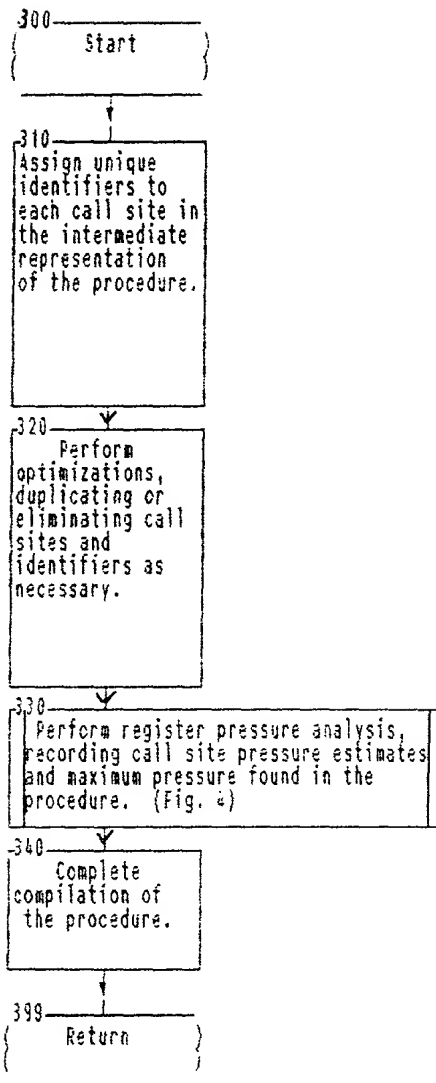 300
Start
310
Assign unique
identifiers to
each call site in
the intermediate
representation
of the procedure.
320
Perform
optimizations,
duplicating or
eliminating call
sites and
identifiers as
necessary.
330
Perform register pressure analysis,
recording call site pressure estimates
and maximum pressure found in the
procedure. (Fig. 4)
340
Complete
compilation of
the procedure.
399
Return